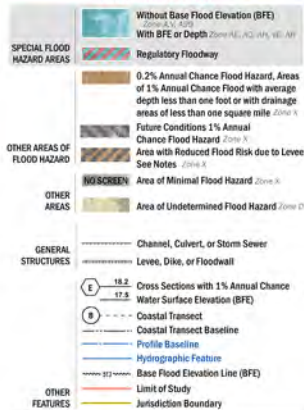 Without Base Flood Elevation (BFE)
Zone A, V, A99
With BFE or Depth Zone AE, AO, AH, VE, AR
SPECIAL FLOOD
HAZARD AREAS
Regulatory Floodway
0.2% Annual Chance Flood Hazard, Areas
of 1% Annual Chance Flood with average
depth less than one foot or with drainage
areas of less than one square mile Zone X
Future Conditions 1% Annual
Chance Flood Hazard Zone X
OTHER AREAS OF
FLOOD HAZARD
Area with Reduced Flood Risk due to Levee
See Notes Zone X
NO SCREEN Area of Minimal Flood Hazard Zone X
OTHER
AREAS
Area of Undetermined Flood Hazard Zone D
GENERAL
STRUCTURES
Channel, Culvert, or Storm Sewer
Levee, Dike, or Floodwall
E 18.2 Cross Sections with 1% Annual Chance
17.5 Water Surface Elevation (BFE)
8 Coastal Transect
Coastal Transect Baseline
Profile Baseline
Hydrographic Feature
Base Flood Elevation Line (BFE)
OTHER
FEATURES
Limit of Study
Jurisdiction Boundary